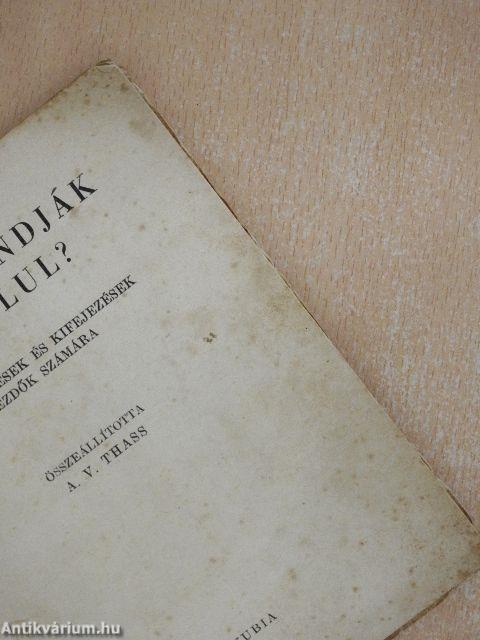 NDJÁK
LUL?
ÉSEK ÉS KIFEJEZÉSEK
EZDŐK SZÁMÁRA
ÖSSZEÁLLÍTOTTA
A. V. THASS
UBIA
Antikvárium.hu